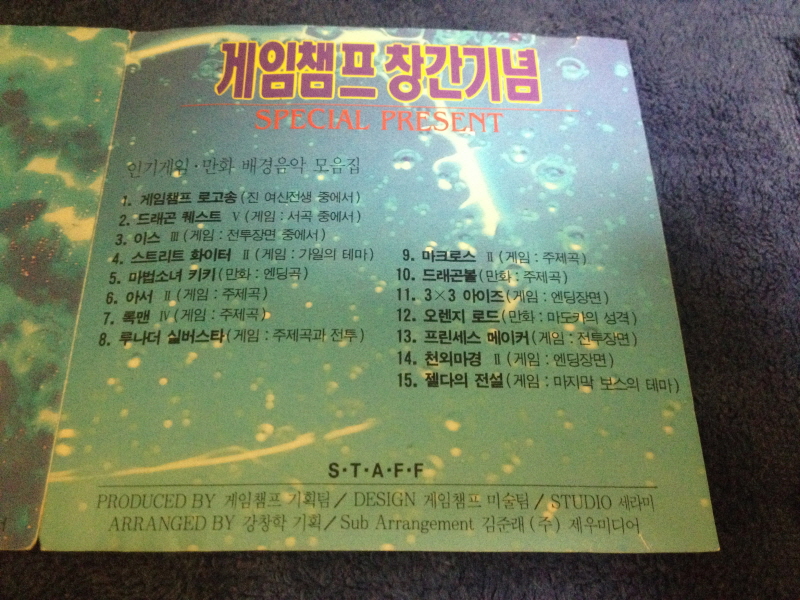 게임챔프 창간기념
SPECIAL PRESENT
인기게임·만화 배경음악 모음집
1. 게임챔프 로고송(진 여신전생 중에서)
2. 드래곤 퀘스트 Ⅴ(게임 : 서곡 중에서)
3. 이스 Ⅲ(게임 : 전투장면 중에서)
4. 스트리트 화이터 Ⅱ(게임 : 가일의 테마)
5. 마법소녀 키키(만화 : 엔딩곡)
6. 아서 Ⅱ(게임 : 주제곡)
7. 록맨 Ⅳ(게임 : 주제곡)
8. 루나더 실버스타(게임 : 주제곡과 전투)
9. 마크로스 Ⅱ(게임 : 주제곡)
10. 드래곤볼(만화 : 주제곡)
11. 3×3 아이즈(게임 : 엔딩장면)
12. 오렌지 로드(만화 : 마도카의 성격)
13. 프린세스 메이커(게임 : 전투장면)
14. 천외마경 Ⅱ(게임 : 엔딩장면)
15. 젤다의 전설(게임 : 마지막 보스의 테마)
S·T·A·F·F
PRODUCED BY 게임챔프 기획팀/ DESIGN 게임챔프 미술팀/ STUDIO 세라미
ARRANGED BY 강창학 기획/Sub Arrangement 김준래 (주) 제우미디어